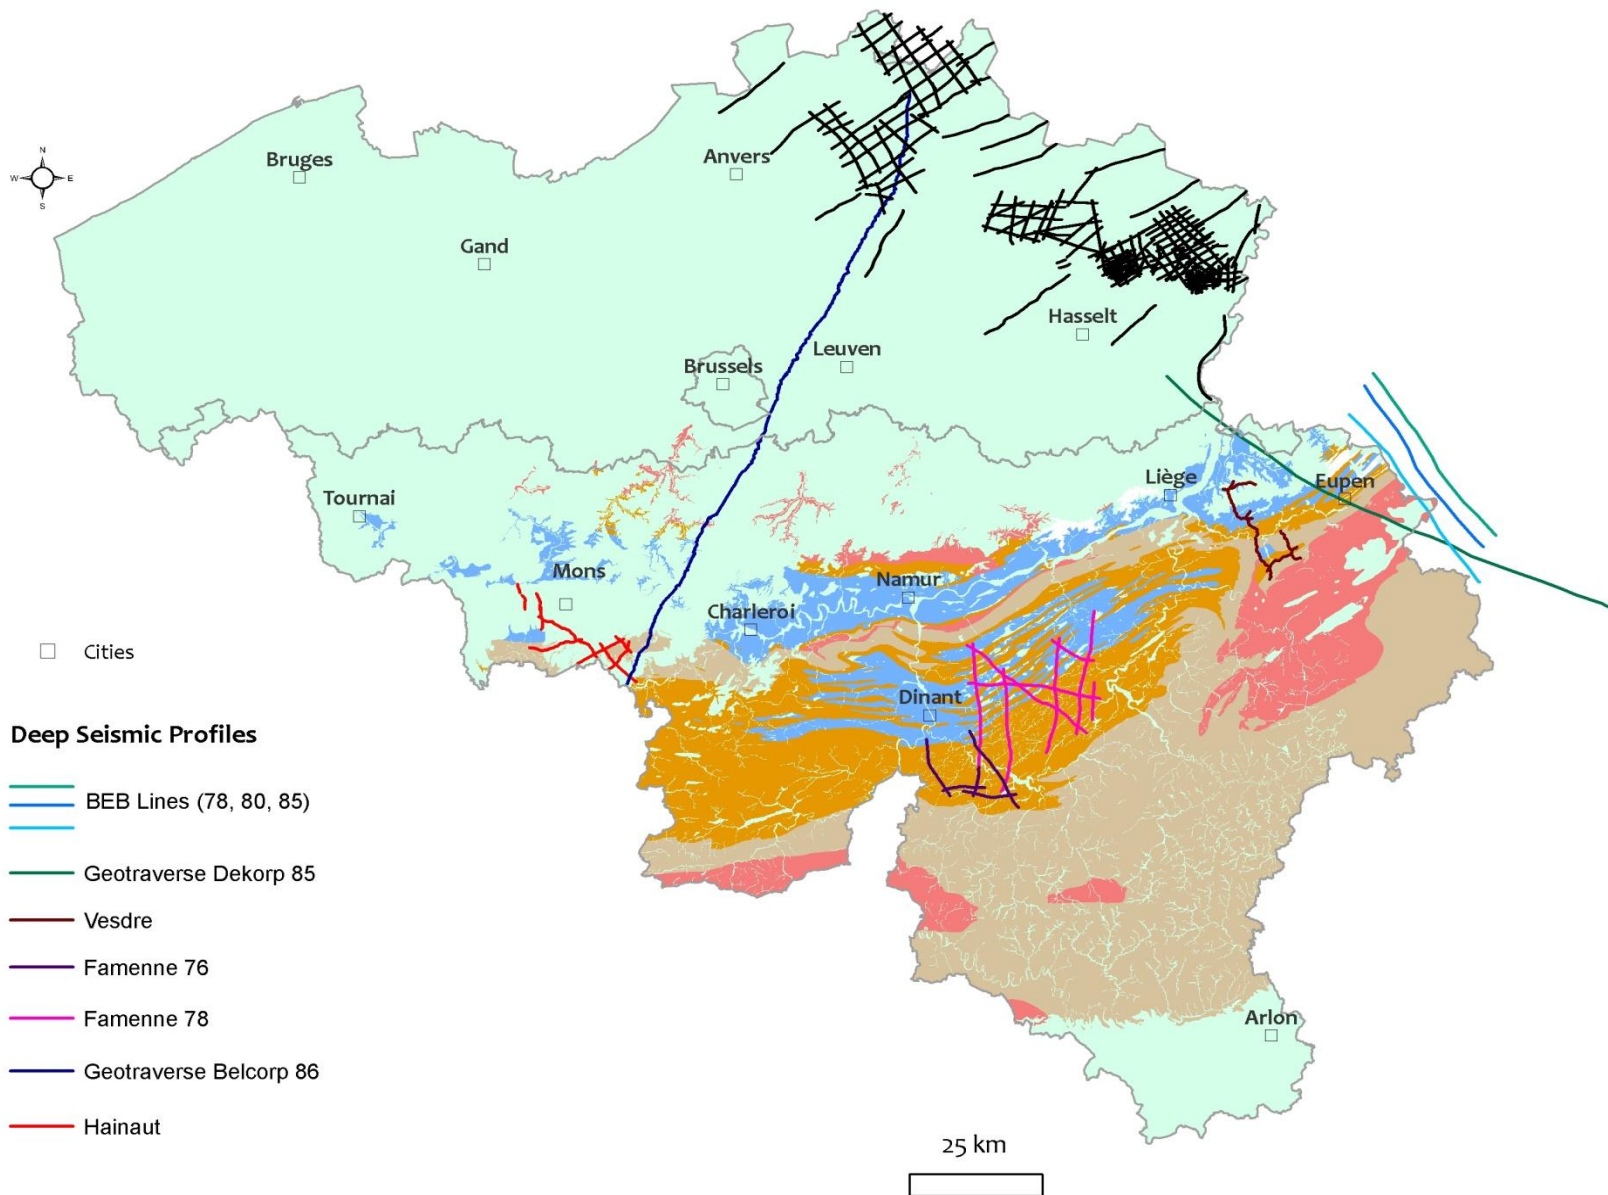 N
W E
S
Bruges
Anvers
Gand
Hasselt
Leuven
Brussels
Liège
Eupen
Tournai
Mons
Namur
Charleroi
Dinant
Arlon
Cities
Deep Seismic Profiles
BEB Lines (78, 80, 85)
Geotraverse Dekorp 85
Vesdre
Famenne 76
Famenne 78
Geotraverse Belcorp 86
Hainaut
25 km